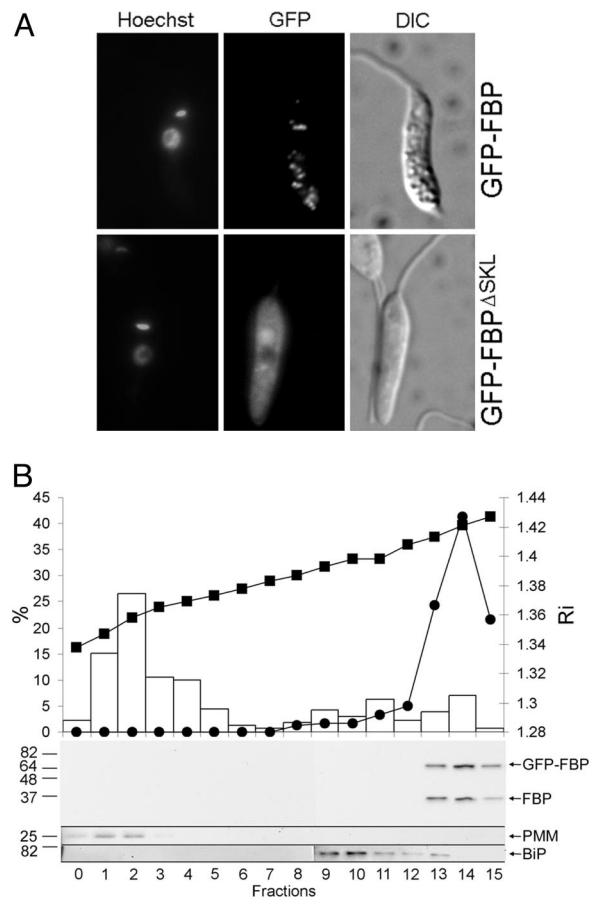 A
Hoechst GFP DIC
GFP-FBP
GFP-FBPΔSKL
B
45 1.44
40 1.42
35 1.4
30 1.38
25
20 1.36
15 1.34
10 1.32
5 1.3
0 1.28
%
Ri
82
64
48
37
25
82
GFP-FBP
FBP
PMM
BiP
0 1 2 3 4 5 6 7 8 9 10 11 12 13 14 15
Fractions